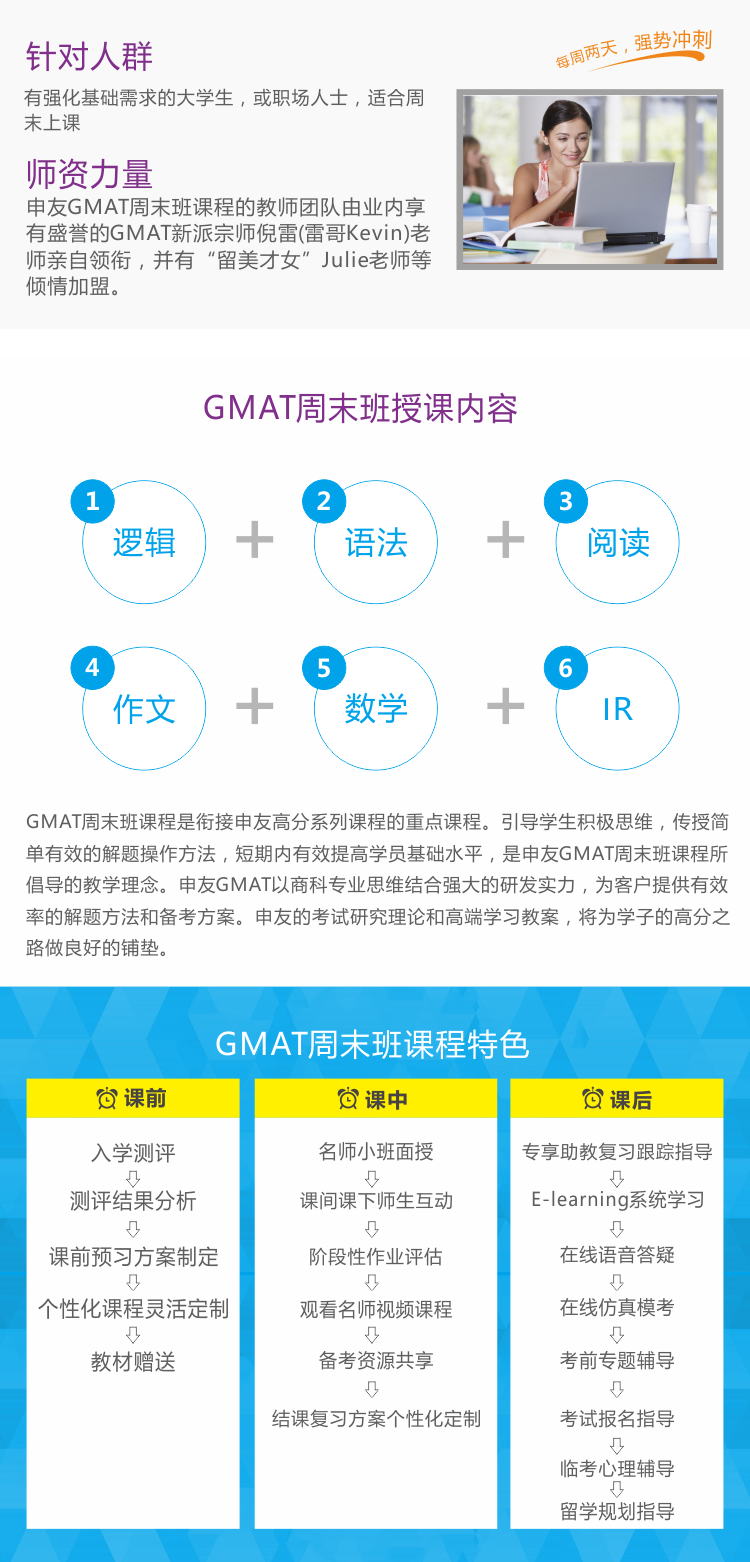 针对人群
每周两天，强势冲刺
有强化基础需求的大学生，或职场人士，适合周
末上课
师资力量
申友GMAT周末班课程的教师团队由业内享
有盛誉的GMAT新派宗师倪雷(雷哥Kevin)老
师亲自领衔，并有“留美才女”Julie老师等
倾情加盟。
GMAT周末班授课内容
1 逻辑 + 2 语法 + 3 阅读
4 作文 + 5 数学 + 6 IR
GMAT周末班课程是衔接申友高分系列课程的重点课程。引导学生积极思维，传授简
单有效的解题操作方法，短期内有效提高学员基础水平，是申友GMAT周末班课程所
倡导的教学理念。申友GMAT以商科专业思维结合强大的研发实力，为客户提供有效
率的解题方法和备考方案。申友的考试研究理论和高端学习教案，将为学子的高分之
路做良好的铺垫。
GMAT周末班课程特色
课前
入学测评
测评结果分析
课前预习方案制定
个性化课程灵活定制
教材赠送
课中
名师小班面授
课间课下师生互动
阶段性作业评估
观看名师视频课程
备考资源共享
结课复习方案个性化定制
课后
专享助教复习跟踪指导
E-learning系统学习
在线语音答疑
在线仿真模考
考前专题辅导
考试报名指导
临考心理辅导
留学规划指导